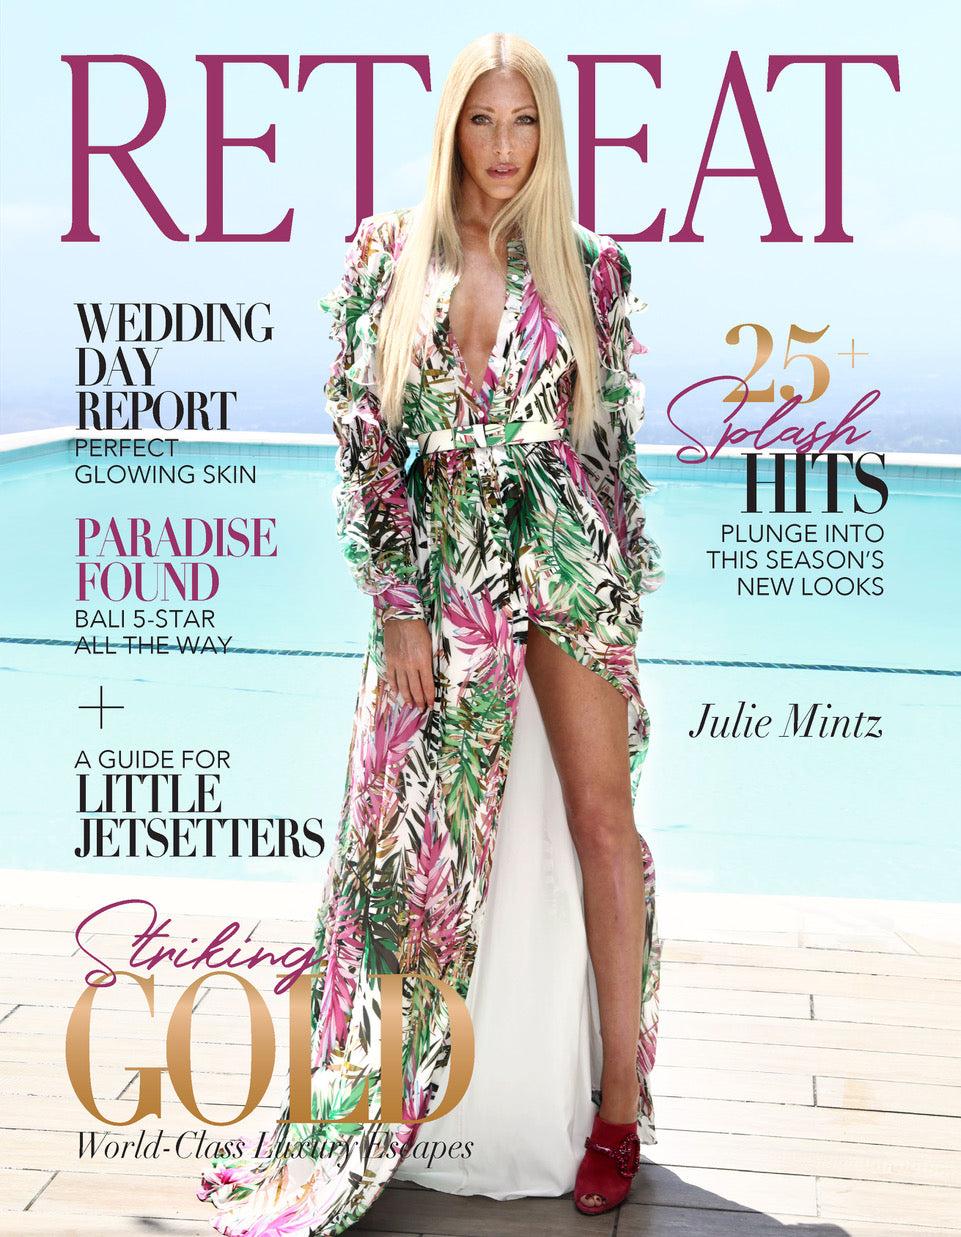 RETREAT
WEDDING
DAY
REPORT
PERFECT
GLOWING SKIN
PARADISE
FOUND
BALI 5-STAR
ALL THE WAY
+
A GUIDE FOR
LITTLE
JETSETTERS
Striking
GOLD
World-Class Luxury Escapes
25+
Splash
HITS
PLUNGE INTO
THIS SEASON'S
NEW LOOKS
Julie Mintz